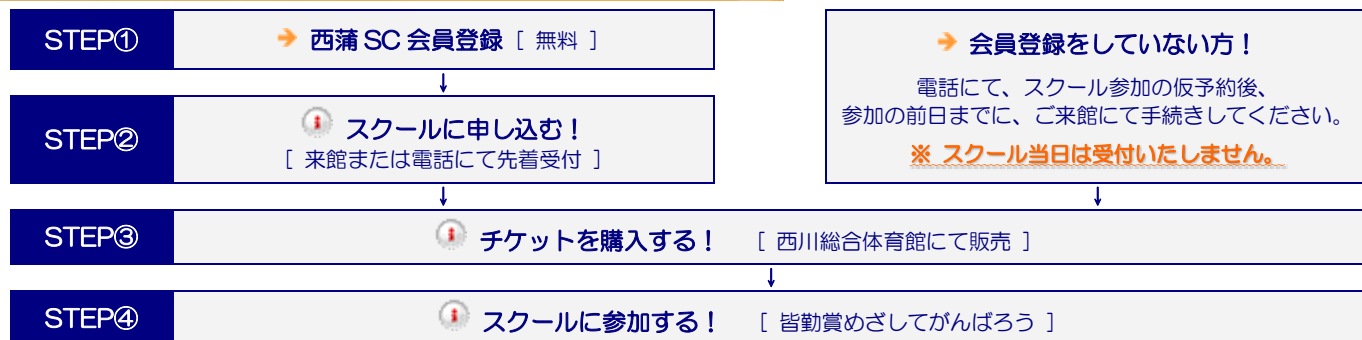 STEP①
西蒲 SC 会員登録 [ 無料 ]
↓
STEP②
スクールに申し込む!
[ 来館または電話にて先着受付 ]
会員登録をしていない方!
電話にて、スクール参加の仮予約後、
参加の前日までに、ご来館にて手続きしてください。
※ スクール当日は受付いたしません。
↓
↓
STEP③
チケットを購入する! [ 西川総合体育館にて販売 ]
↓
STEP④
スクールに参加する! [ 皆勤賞めざしてがんばろう ]